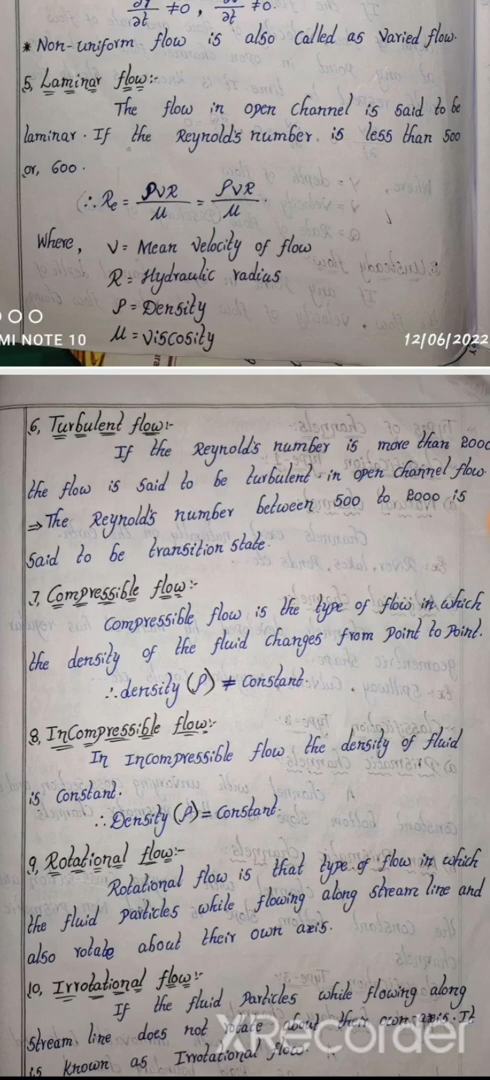 ∂t ≠0, ∂t ≠0.
* Non-uniform flow is also called as varied flow.
5, Laminar flow:-
The flow in open channel is said to be
laminar. If the Reynold's number is less than 500
or, 600.
(∴Re = ρVR/μ = ρVR/μ.
Where, V = Mean velocity of flow
R = Hydraulic radius
ρ = Density
μ = viscosity
MI NOTE 10
12/06/2022
6, Turbulent flow:-
If the Reynold's number is more than 2000
the flow is said to be turbulent in open channel flow.
⇒ The Reynold's number between 500 to 2000 is
said to be transition state.
7, Compressible flow:-
Compressible flow is the type of flow in which
the density of the fluid changes from Point to Point.
∴ density (ρ) ≠ constant.
8, InCompressible flow:-
In Incompressible flow, the density of fluid
is constant.
∴ Density (ρ) = constant.
9, Rotational flow:-
Rotational flow is that type of flow in which
the fluid Particles while flowing along stream line and
also rotate about their own axis.
10, Irrotational flow:-
If the fluid Particles while flowing along
stream line does not rotate about their own axis. It
is known as Irrotational flow.
XRecorder